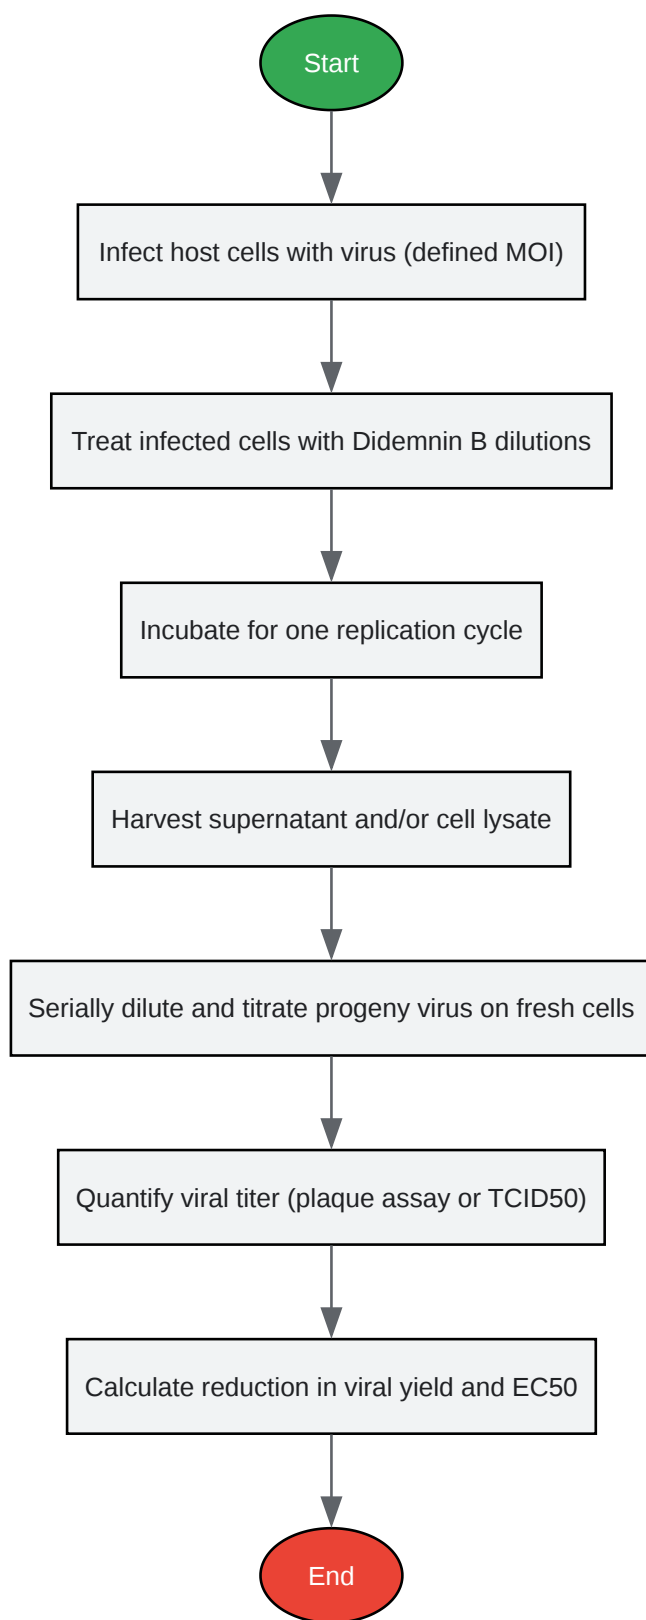 Start
Infect host cells with virus (defined MOI)
Treat infected cells with Didemnin B dilutions
Incubate for one replication cycle
Harvest supernatant and/or cell lysate
Serially dilute and titrate progeny virus on fresh cells
Quantify viral titer (plaque assay or TCID50)
Calculate reduction in viral yield and EC50
End